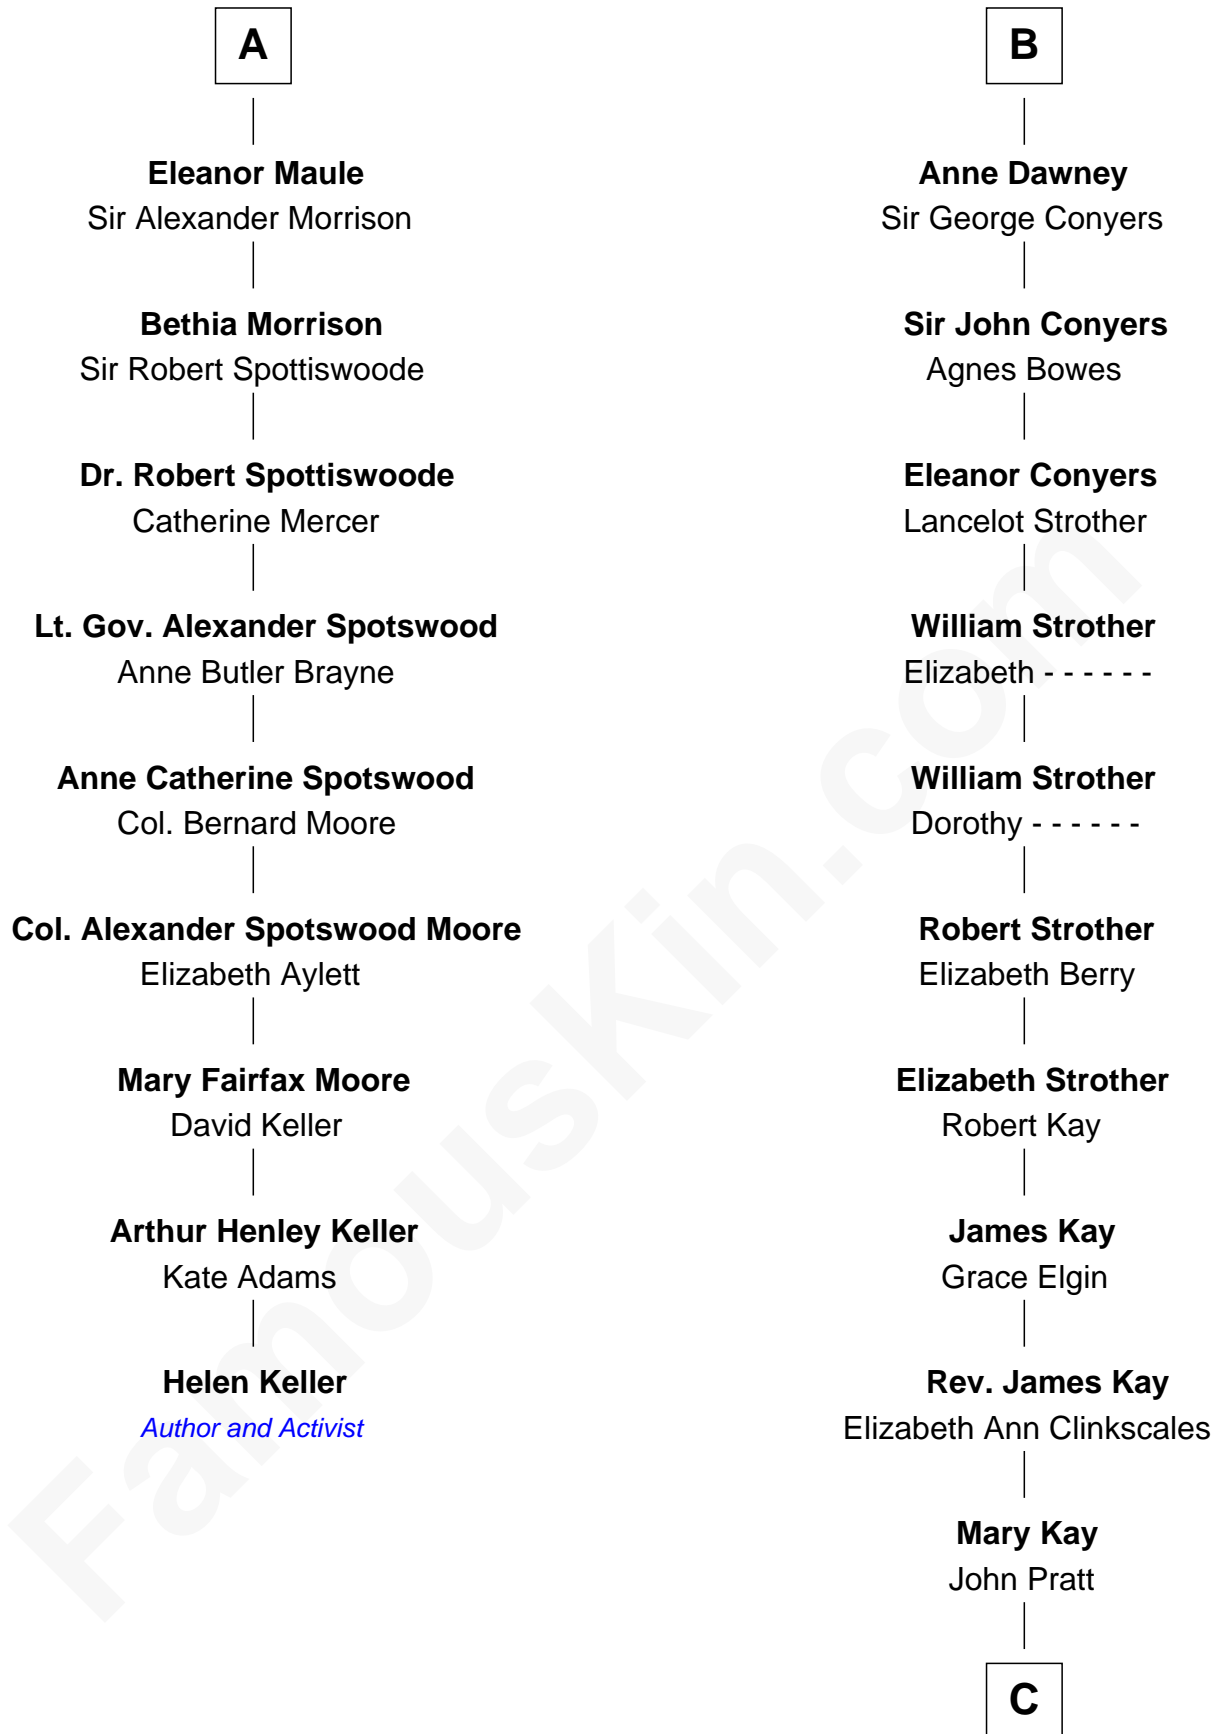 A
Eleanor Maule
Sir Alexander Morrison
Bethia Morrison
Sir Robert Spottiswoode
Dr. Robert Spottiswoode
Catherine Mercer
Lt. Gov. Alexander Spotswood
Anne Butler Brayne
Anne Catherine Spotswood
Col. Bernard Moore
Col. Alexander Spotswood Moore
Elizabeth Aylett
Mary Fairfax Moore
David Keller
Arthur Henley Keller
Kate Adams
Helen Keller
Author and Activist
B
Anne Dawney
Sir George Conyers
Sir John Conyers
Agnes Bowes
Eleanor Conyers
Lancelot Strother
William Strother
Elizabeth - - - - - -
William Strother
Dorothy - - - - - -
Robert Strother
Elizabeth Berry
Elizabeth Strother
Robert Kay
James Kay
Grace Elgin
Rev. James Kay
Elizabeth Ann Clinkscales
Mary Kay
John Pratt
C
FamousKin.com